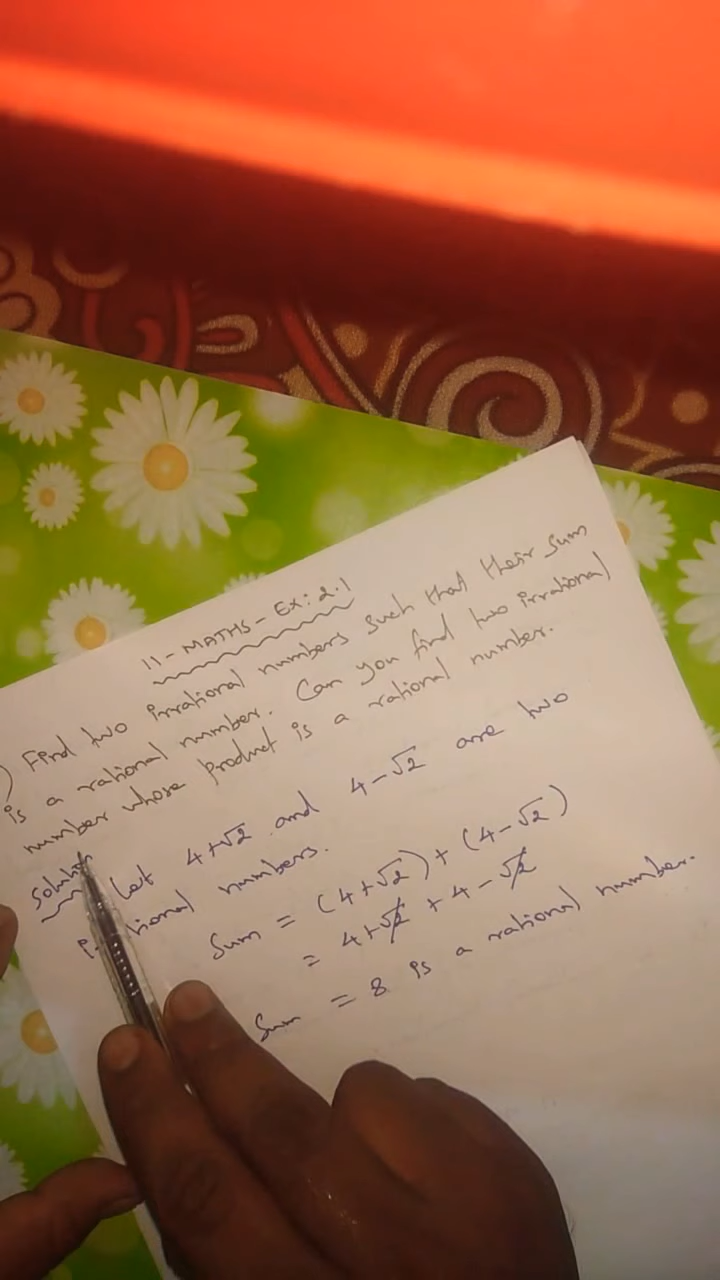 11-MATHS-Ex:2.1
) Find two irrational numbers such that their sum
is a rational number. Can you find two irrational
number whose product is a rational number.
Solution
Let 4+√2 and 4-√2 are two
numbers.
Sum = (4+√2)+(4-√2)
= 4+√2 +4-√2
Sum = 8 is a rational number.